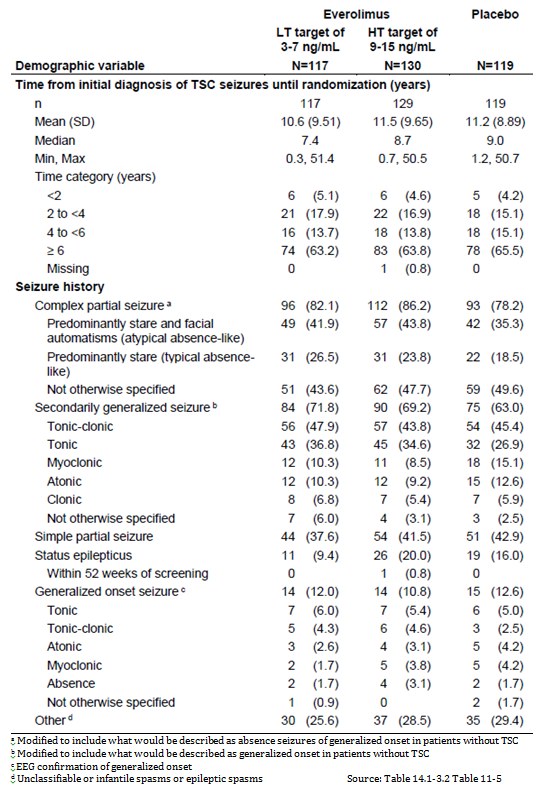 Everolimus Placebo
LT target of HT target of
3-7 ng/mL 9-15 ng/mL
Demographic variable N=117 N=130 N=119
Time from initial diagnosis of TSC seizures until randomization (years)
n 117 129 119
Mean (SD) 10.6 (9.51) 11.5 (9.65) 11.2 (8.89)
Median 7.4 8.7 9.0
Min, Max 0.3, 51.4 0.7, 50.5 1.2, 50.7
Time category (years)
<2 6 (5.1) 6 (4.6) 5 (4.2)
2 to <4 21 (17.9) 22 (16.9) 18 (15.1)
4 to <6 16 (13.7) 18 (13.8) 18 (15.1)
≥ 6 74 (63.2) 83 (63.8) 78 (65.5)
Missing 0 1 (0.8) 0
Seizure history
Complex partial seizure a 96 (82.1) 112 (86.2) 93 (78.2)
Predominantly stare and facial 49 (41.9) 57 (43.8) 42 (35.3)
automatisms (atypical absence-like)
Predominantly stare (typical absence- 31 (26.5) 31 (23.8) 22 (18.5)
like)
Not otherwise specified 51 (43.6) 62 (47.7) 59 (49.6)
Secondarily generalized seizure b 84 (71.8) 90 (69.2) 75 (63.0)
Tonic-clonic 56 (47.9) 57 (43.8) 54 (45.4)
Tonic 43 (36.8) 45 (34.6) 32 (26.9)
Myoclonic 12 (10.3) 11 (8.5) 18 (15.1)
Atonic 12 (10.3) 12 (9.2) 15 (12.6)
Clonic 8 (6.8) 7 (5.4) 7 (5.9)
Not otherwise specified 7 (6.0) 4 (3.1) 3 (2.5)
Simple partial seizure 44 (37.6) 54 (41.5) 51 (42.9)
Status epilepticus 11 (9.4) 26 (20.0) 19 (16.0)
Within 52 weeks of screening 0 1 (0.8) 0
Generalized onset seizure c 14 (12.0) 14 (10.8) 15 (12.6)
Tonic 7 (6.0) 7 (5.4) 6 (5.0)
Tonic-clonic 5 (4.3) 6 (4.6) 3 (2.5)
Atonic 3 (2.6) 4 (3.1) 5 (4.2)
Myoclonic 2 (1.7) 5 (3.8) 5 (4.2)
Absence 2 (1.7) 4 (3.1) 2 (1.7)
Not otherwise specified 1 (0.9) 0 2 (1.7)
Other d 30 (25.6) 37 (28.5) 35 (29.4)
a Modified to include what would be described as absence seizures of generalized onset in patients without TSC
b Modified to include what would be described as generalized onset in patients without TSC
c EEG confirmation of generalized onset
d Unclassifiable or infantile spasms or epileptic spasms Source: Table 14.1-3.2 Table 11-5